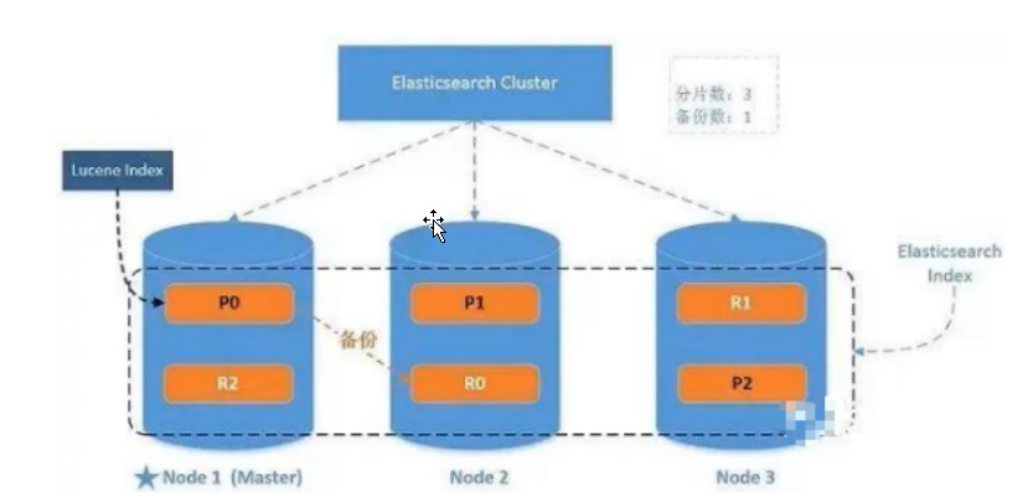 Elasticsearch Cluster
分片数：3
备份数：1
Lucene Index
Elasticsearch
Index
P0
P1
R1
备份
R2
R0
P2
Node 1 (Master)
Node 2
Node 3